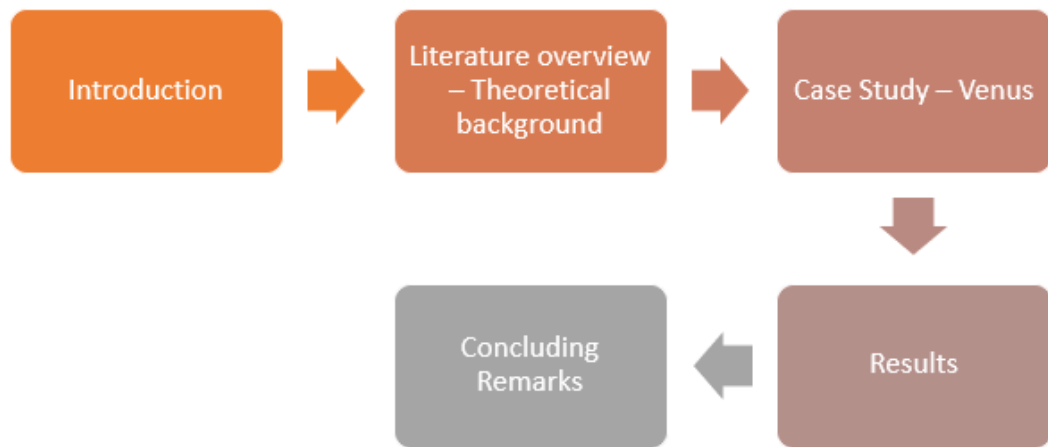 Introduction
Literature overview
– Theoretical
background
Case Study – Venus
Results
Concluding
Remarks